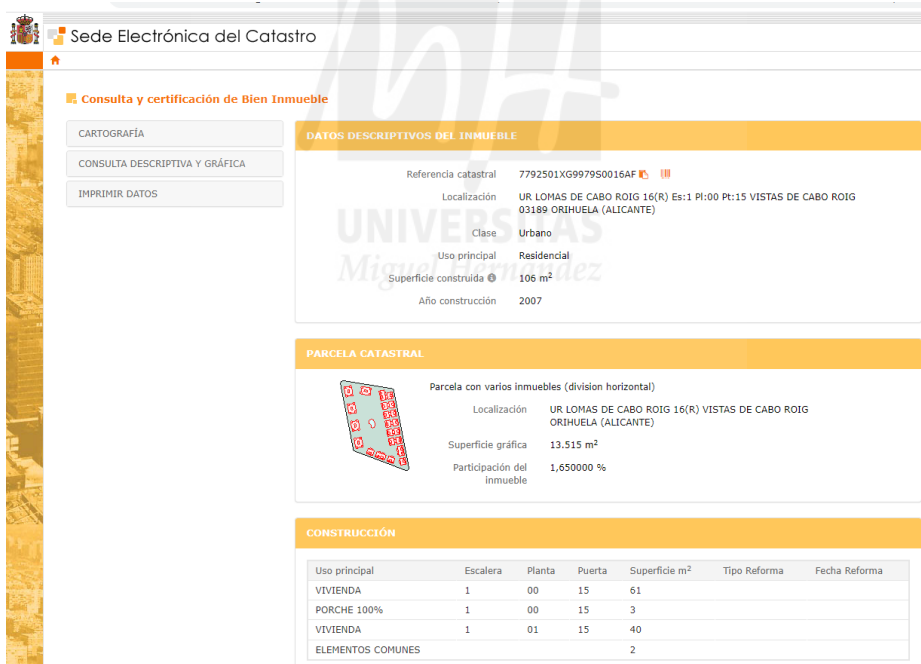 Sede Electrónica del Catastro
Consulta y certificación de Bien Inmueble
CARTOGRAFÍA
CONSULTA DESCRIPTIVA Y GRÁFICA
IMPRIMIR DATOS
DATOS DESCRIPTIVOS DEL INMUEBLE
Referencia catastral 7792501XG9979S0016AF
Localización UR LOMAS DE CABO ROIG 16(R) Es:1 Pl:00 Pt:15 VISTAS DE CABO ROIG
03189 ORIHUELA (ALICANTE)
UNIVERSITAS
Clase Urbano
Uso principal Residencial
Miguel Hernández
Superficie construida 106 m²
Año construcción 2007
PARCELA CATASTRAL
Parcela con varios inmuebles (division horizontal)
Localización UR LOMAS DE CABO ROIG 16(R) VISTAS DE CABO ROIG
ORIHUELA (ALICANTE)
Superficie gráfica 13.515 m²
Participación del 1,650000 %
inmueble
CONSTRUCCIÓN
Uso principal Escalera Planta Puerta Superficie m² Tipo Reforma Fecha Reforma
VIVIENDA 1 00 15 61
PORCHE 100% 1 00 15 3
VIVIENDA 1 01 15 40
ELEMENTOS COMUNES 2